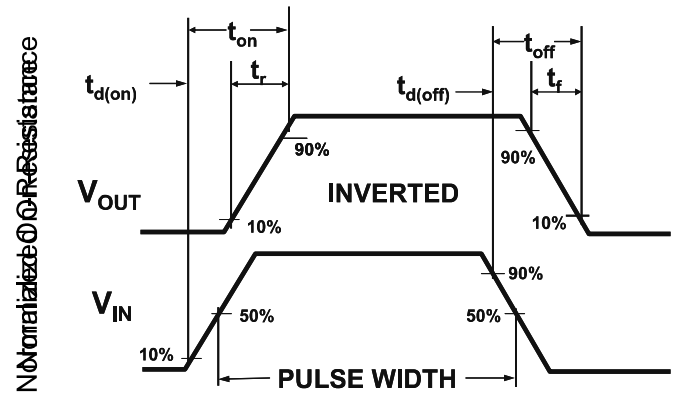 ton
toff
tr
tf
td(on)
td(off)
90%
90%
VOUT
INVERTED
10%
10%
90%
VIN
50%
50%
10%
PULSE WIDTH